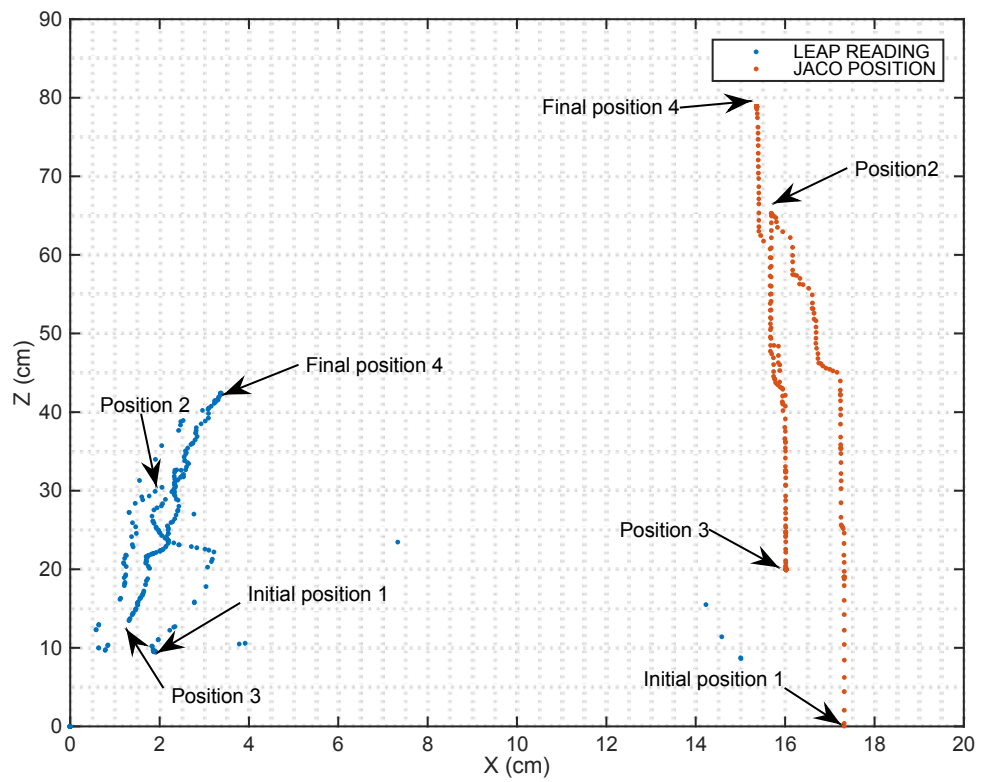 90
80
70
60
50
40
30
20
10
0
Z (cm)
LEAP READING
JACO POSITION
Final position 4
Position2
Final position 4
Position 2
Position 3
Initial position 1
Position 3
Initial position 1
0 2 4 6 8 10 12 14 16 18 20
X (cm)